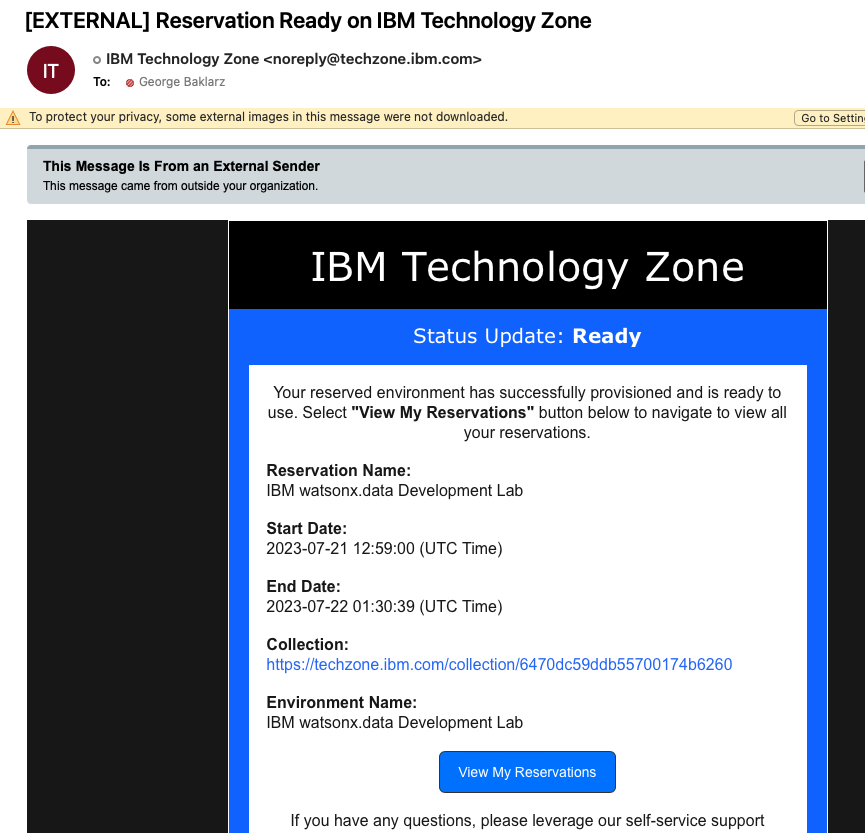 [EXTERNAL] Reservation Ready on IBM Technology Zone
IT
IBM Technology Zone <noreply@techzone.ibm.com>
To: George Baklarz
To protect your privacy, some external images in this message were not downloaded.
Go to Settin
This Message Is From an External Sender
This message came from outside your organization.
IBM Technology Zone
Status Update: Ready
Your reserved environment has successfully provisioned and is ready to
use. Select "View My Reservations" button below to navigate to view all
your reservations.
Reservation Name:
IBM watsonx.data Development Lab
Start Date:
2023-07-21 12:59:00 (UTC Time)
End Date:
2023-07-22 01:30:39 (UTC Time)
Collection:
https://techzone.ibm.com/collection/6470dc59ddb55700174b6260
Environment Name:
IBM watsonx.data Development Lab
View My Reservations
If you have any questions, please leverage our self-service support